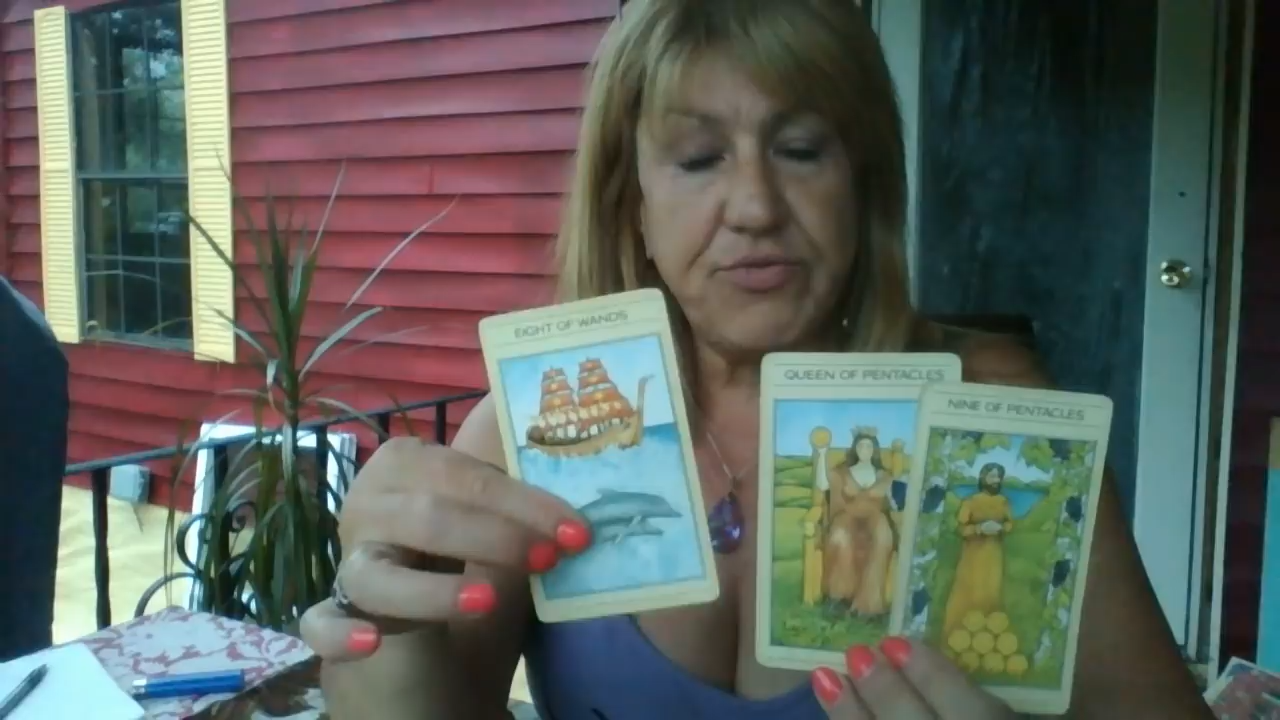 EIGHT OF WANDS
QUEEN OF PENTACLES
NINE OF PENTACLES